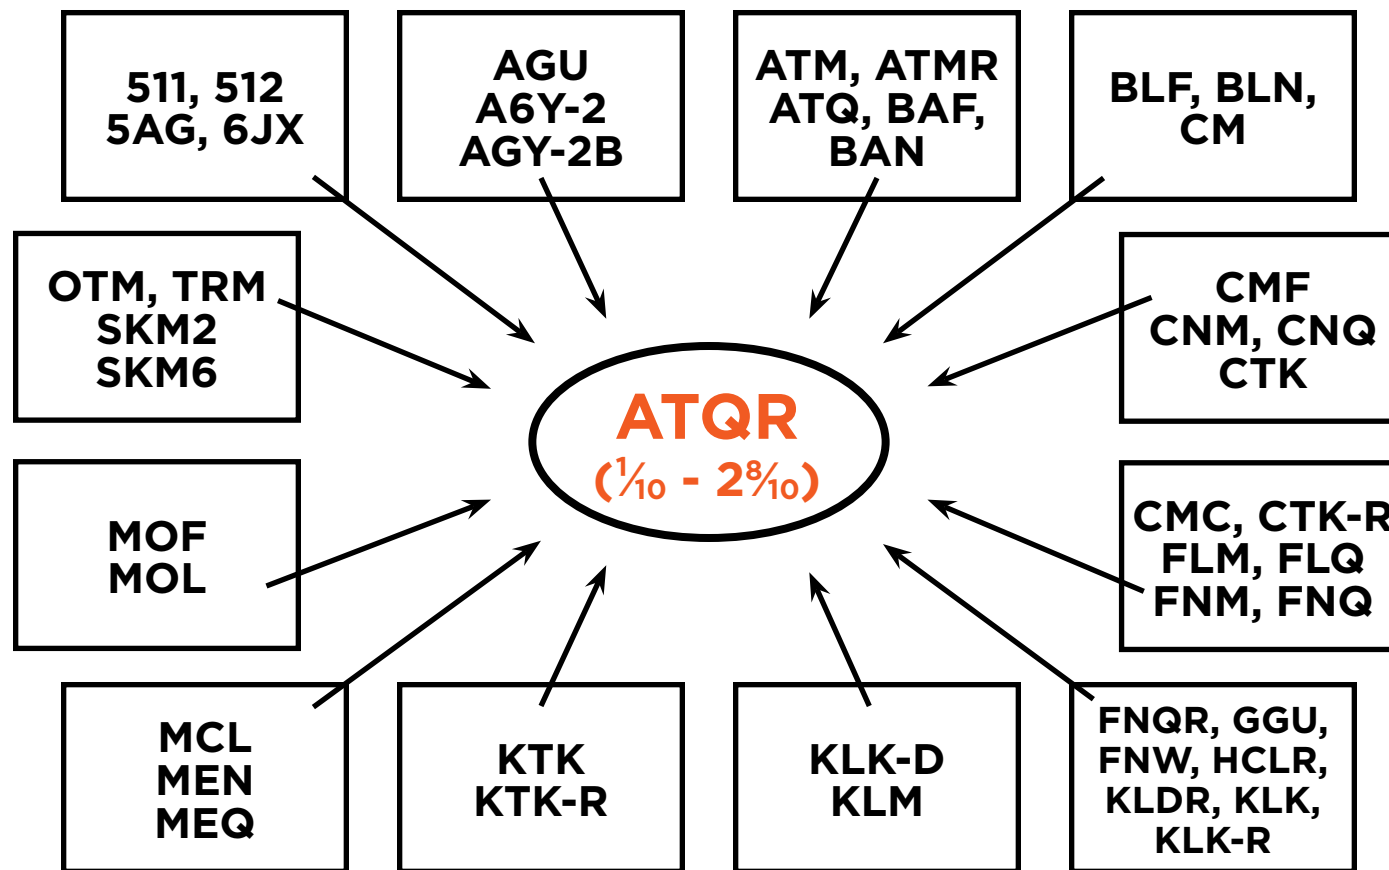 511, 512
5AG, 6JX
AGU
A6Y-2
AGY-2B
ATM, ATMR
ATQ, BAF,
BAN
BLF, BLN,
CM
OTM, TRM
SKM2
SKM6
CMF
CNM, CNQ
CTK
ATQR
(1/10 - 2 8/10)
MOF
MOL
CMC, CTK-R
FLM, FLQ
FNM, FNQ
MCL
MEN
MEQ
KTK
KTK-R
KLK-D
KLM
FNQR, GGU,
FNW, HCLR,
KLDR, KLK,
KLK-R